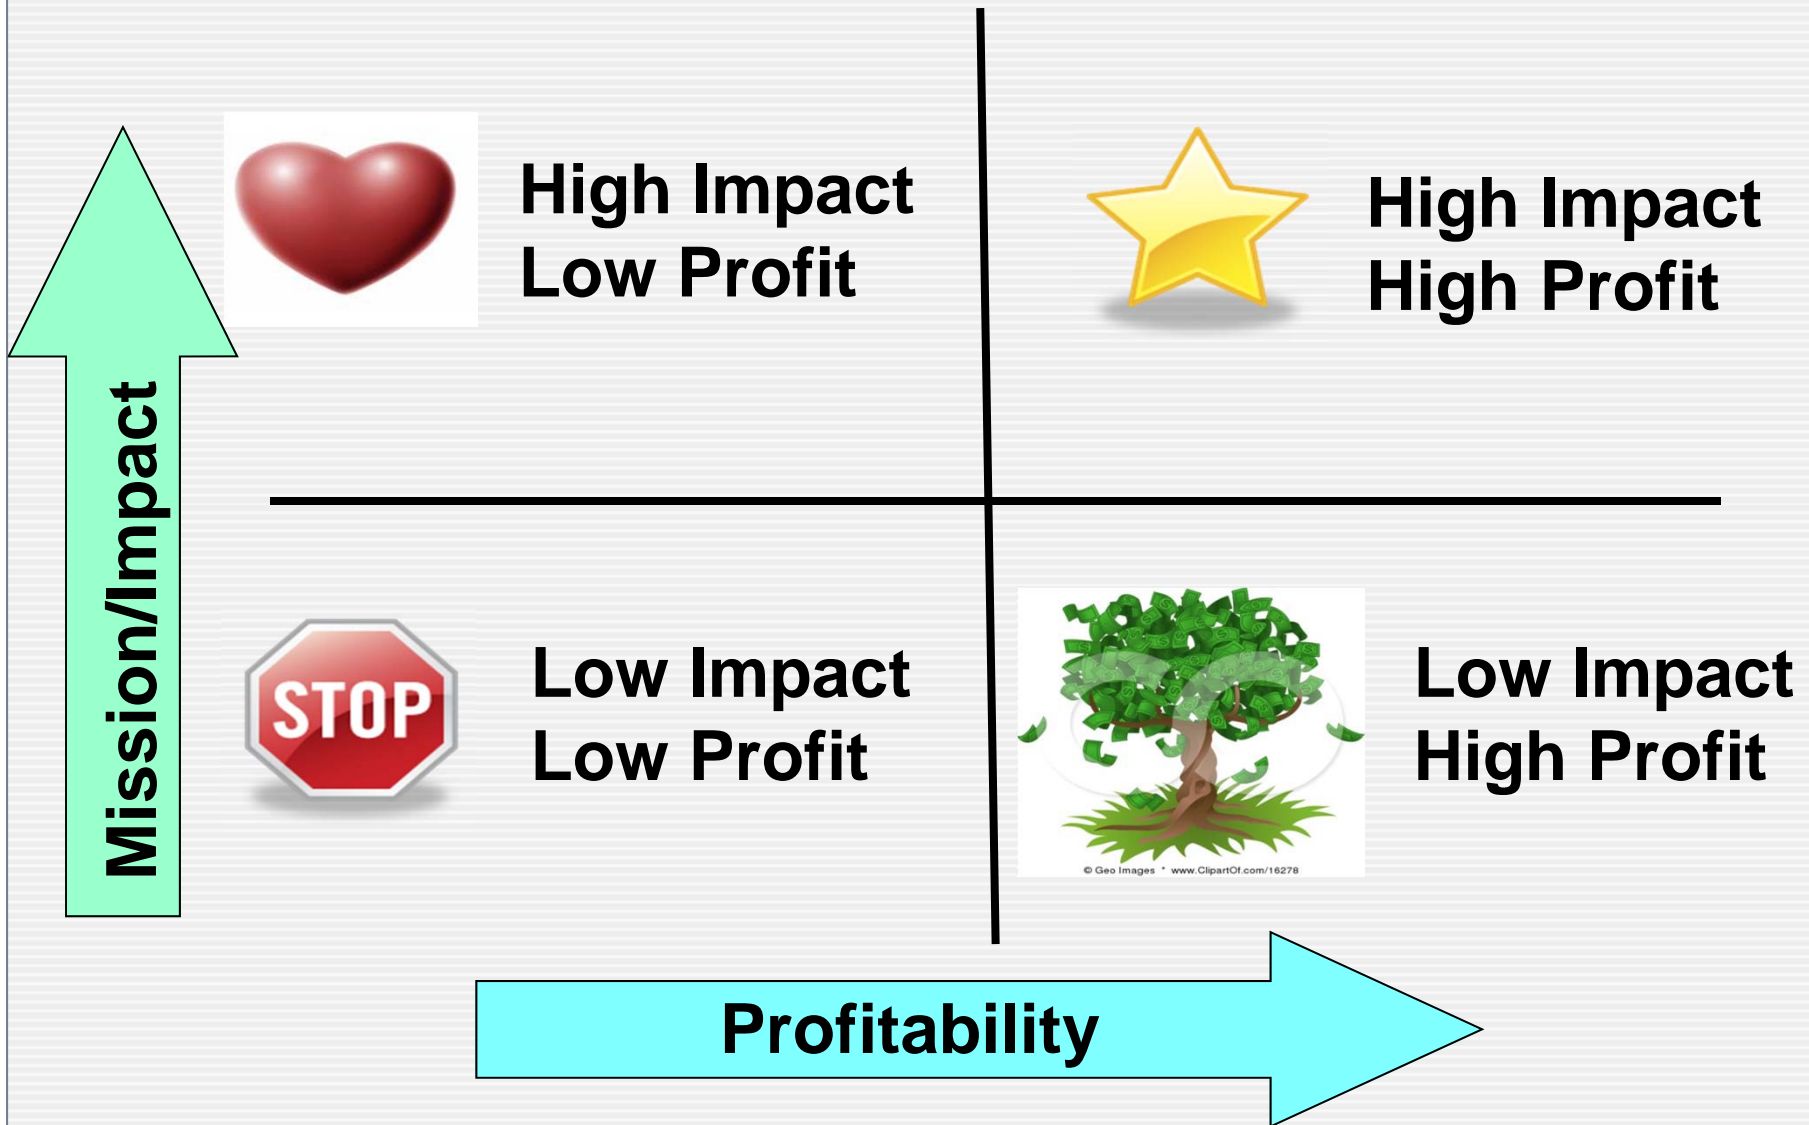 High Impact
Low Profit
High Impact
High Profit
Mission/Impact
STOP
Low Impact
Low Profit
Low Impact
High Profit
© Geo Images * www.ClipartOf.com/16278
Profitability